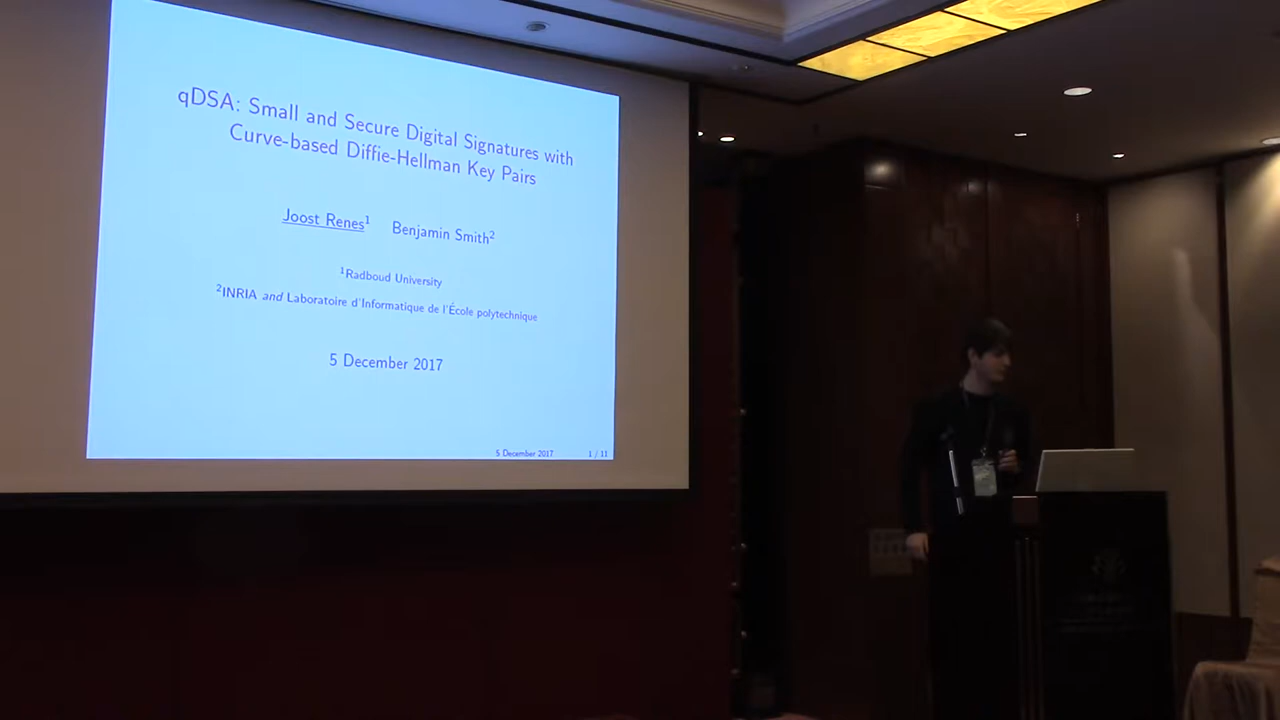 qDSA: Small and Secure Digital Signatures with
Curve-based Diffie-Hellman Key Pairs
Joost Renes¹ Benjamin Smith²
¹Radboud University
²INRIA and Laboratoire d'Informatique de l'École polytechnique
5 December 2017
5 December 2017 1 / 11